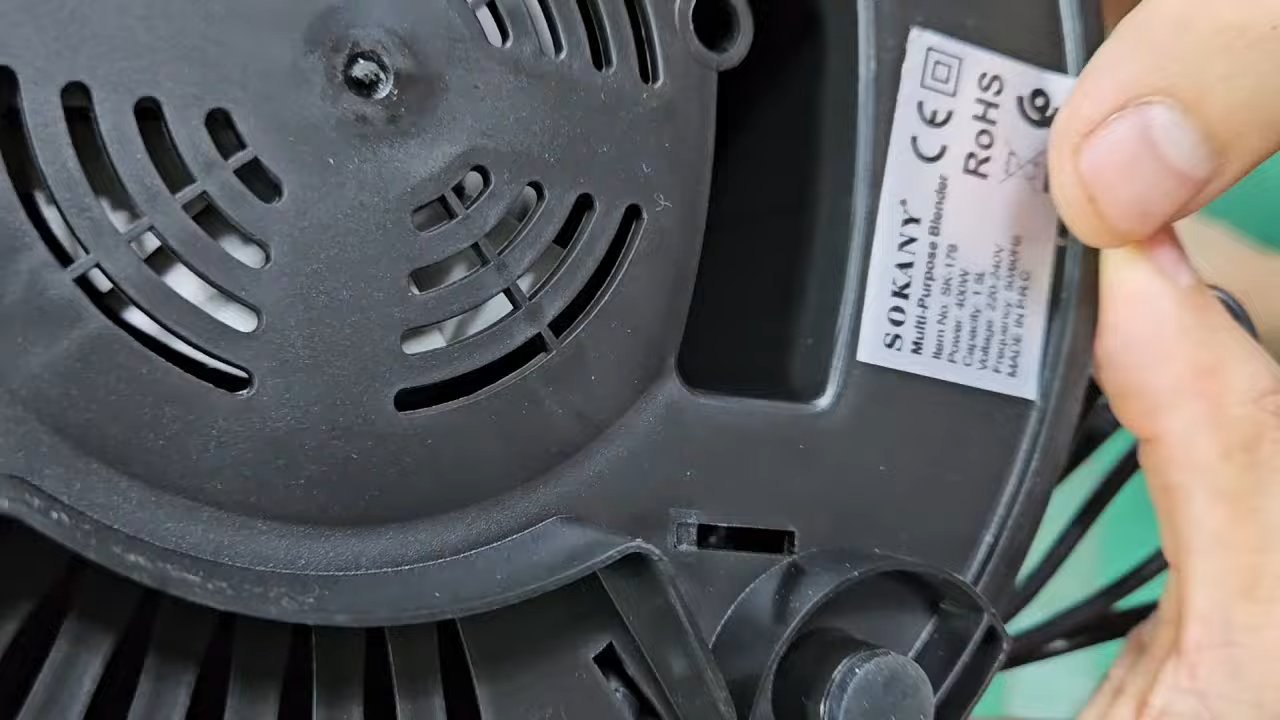 CE
RoHS
SOKANY®
Multi-Purpose Blender
Item No.: SK-179
Power: 400W
Capacity: 1.5L
Voltage: 220-240V
Frequency: 50/60Hz
MADE IN P.R.C